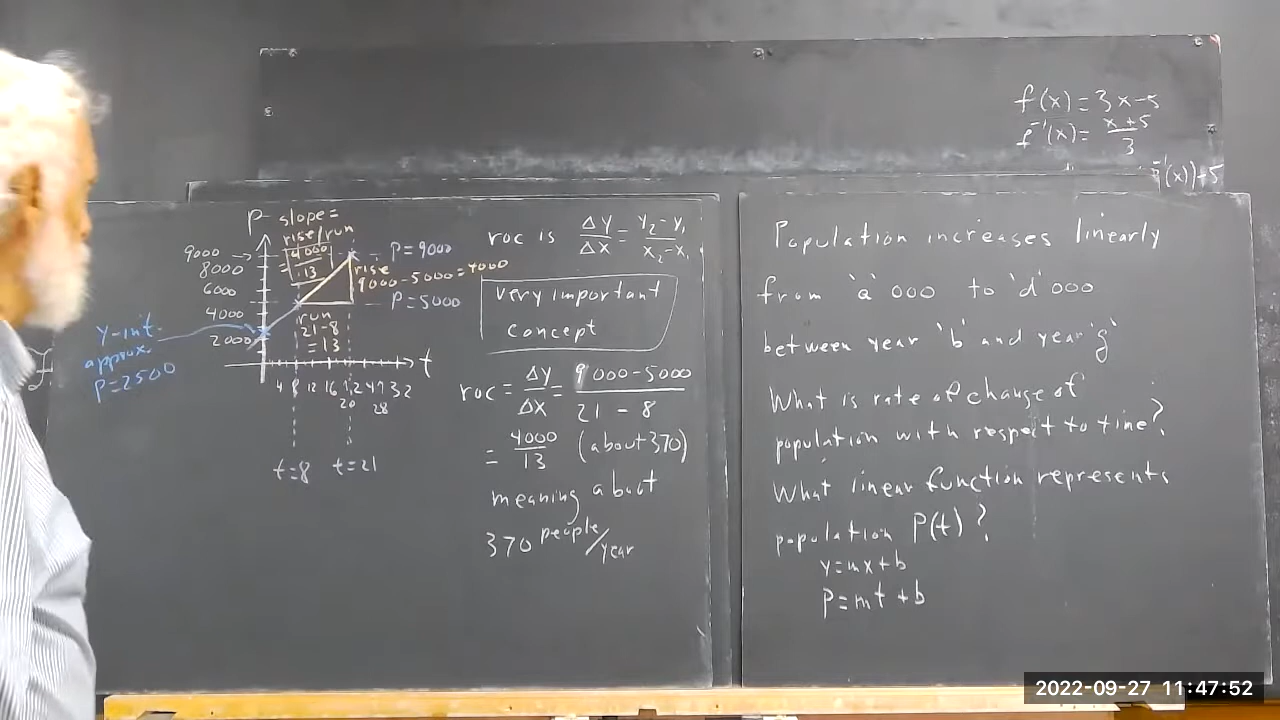 f(x) = 3x-5
f⁻¹(x) = x+5
3
⁻¹(x))+5
P
slope =
rise/run
= 4000
13
9000
8000
6000
4000
2000
P = 9000
rise
9000-5000 = 4000
P = 5000
run
21-8
= 13
t
4 8 12 16
20
28
32
t=8 t=21
Y-int.
approx.
P=2500
roc is ΔY/ΔX = Y₂-Y₁/X₂-X₁
very important
concept
roc = ΔY/ΔX = 9000-5000
21 - 8
= 4000/13 (about 370)
meaning about
370 people/year
Population increases linearly
from 'a' 000 to 'd' 000
between year 'b' and year 'g'
What is rate of change of
population with respect to time?
What linear function represents
population P(t)?
y=mx+b
P=mt+b
2022-09-27 11:47:52